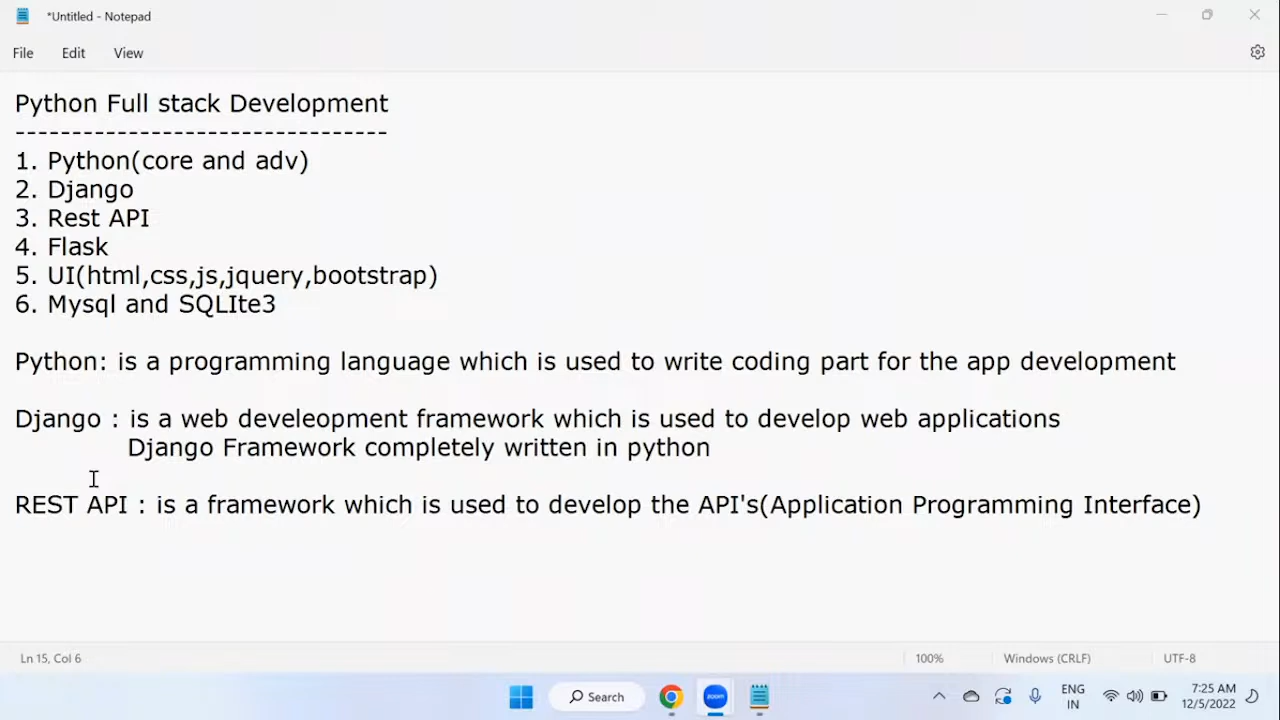 *Untitled - Notepad
File Edit View
Python Full stack Development
---------------------------------
1. Python(core and adv)
2. Django
3. Rest API
4. Flask
5. UI(html,css,js,jquery,bootstrap)
6. Mysql and SQLIte3
Python: is a programming language which is used to write coding part for the app development
Django : is a web develeopment framework which is used to develop web applications
Django Framework completely written in python
REST API : is a framework which is used to develop the API's(Application Programming Interface)
Ln 15, Col 6 100% Windows (CRLF) UTF-8
Search zoom ENG 7:25 AM
IN 12/5/2022